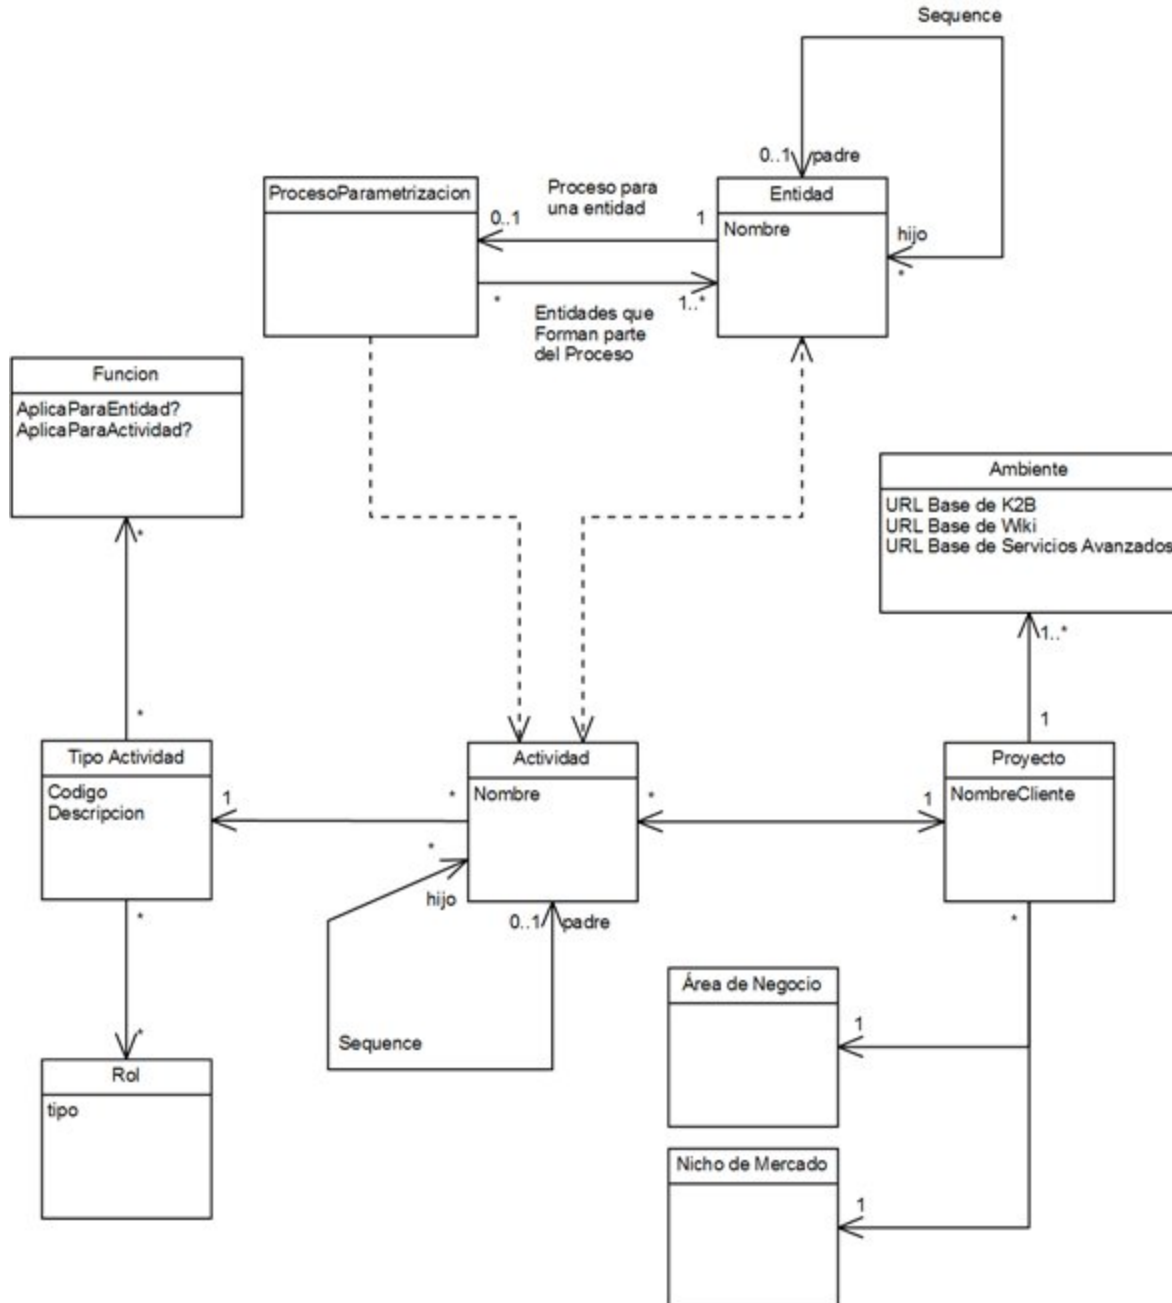 Sequence
0..1 padre
ProcesoParametrizacion
Proceso para
una entidad
Entidad
0..1
1
Nombre
hijo
*
*
1..*
Entidades que
Forman parte
del Proceso
Funcion
AplicaParaEntidad?
AplicaParaActividad?
*
Ambiente
URL Base de K2B
URL Base de Wiki
URL Base de Servicios Avanzados
1..*
*
1
Tipo Actividad
Codigo
Descripcion
1
*
Actividad
Nombre
*
1
Proyecto
NombreCliente
*
hijo
0..1 padre
*
*
Sequence
Área de Negocio
1
*
Rol
tipo
Nicho de Mercado
1